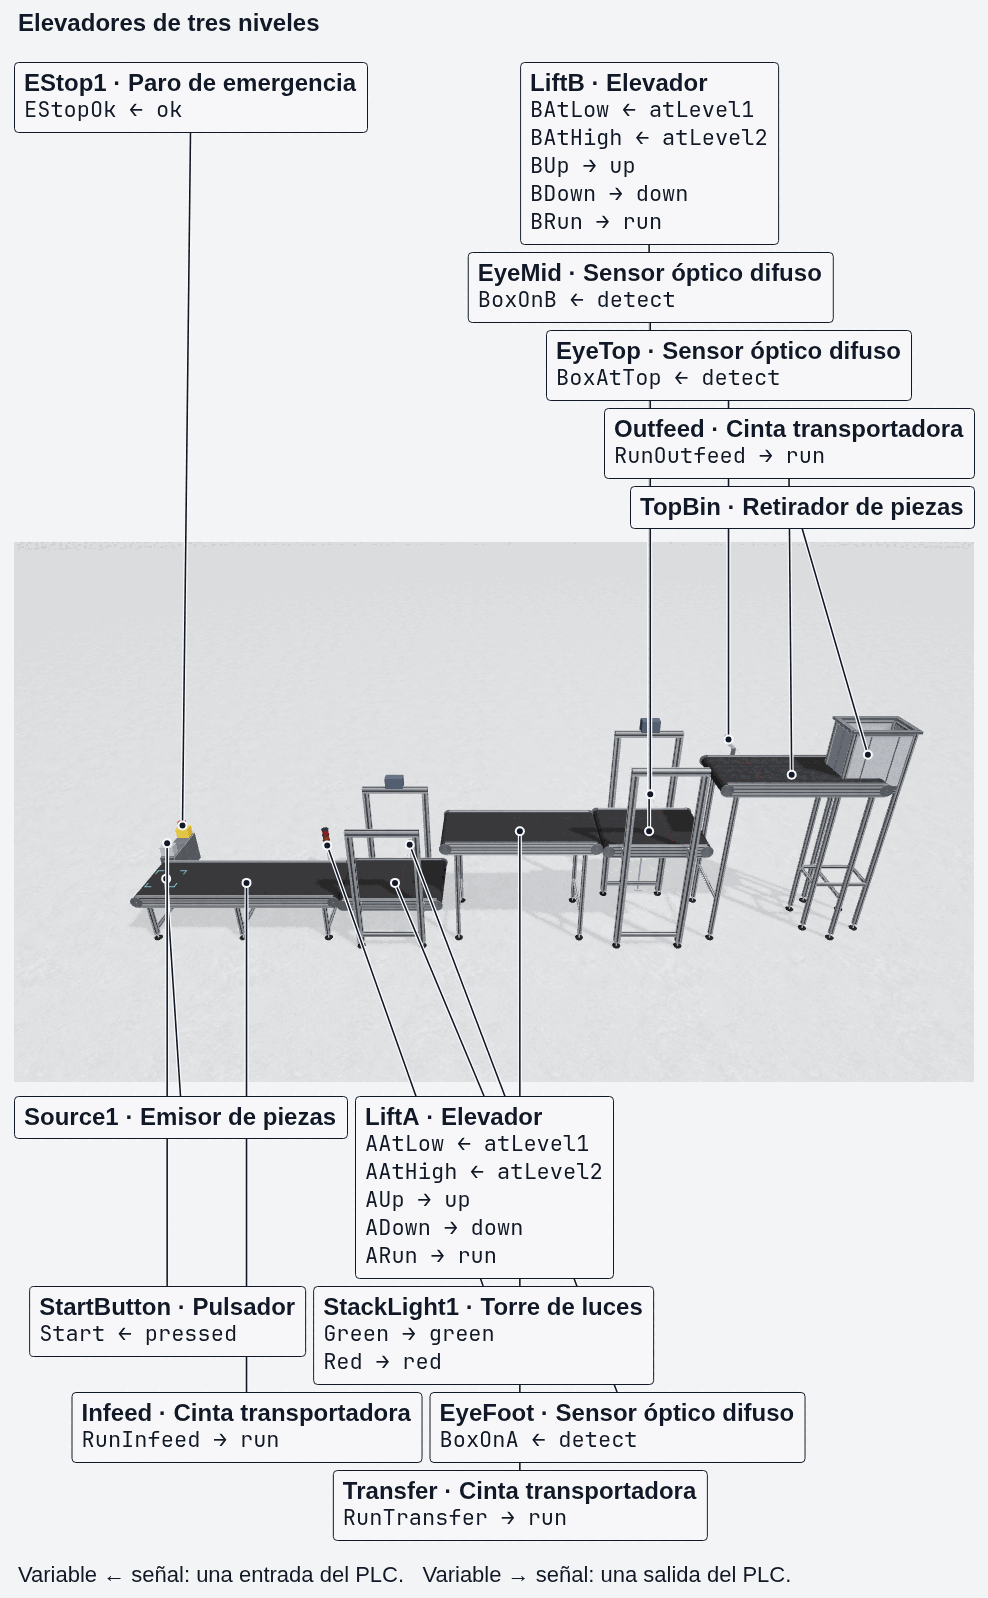 Elevadores de tres niveles
EStop1 · Paro de emergencia
EStopOk ← ok
LiftB · Elevador
BAtLow ← atLevel1
BAtHigh ← atLevel2
BUp → up
BDown → down
BRun → run
EyeMid · Sensor óptico difuso
BoxOnB ← detect
EyeTop · Sensor óptico difuso
BoxAtTop ← detect
Outfeed · Cinta transportadora
RunOutfeed → run
TopBin · Retirador de piezas
Source1 · Emisor de piezas
LiftA · Elevador
AAtLow ← atLevel1
AAtHigh ← atLevel2
AUp → up
ADown → down
ARun → run
StartButton · Pulsador
Start ← pressed
StackLight1 · Torre de luces
Green → green
Red → red
Infeed · Cinta transportadora
RunInfeed → run
EyeFoot · Sensor óptico difuso
BoxOnA ← detect
Transfer · Cinta transportadora
RunTransfer → run
Variable ← señal: una entrada del PLC. Variable → señal: una salida del PLC.